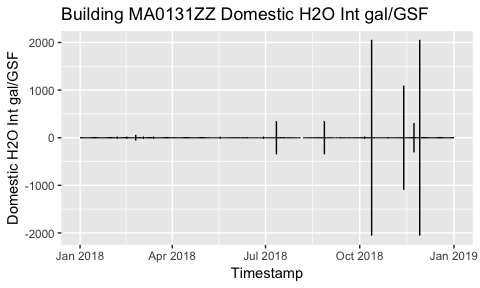 Building MA0131ZZ Domestic H2O Int gal/GSF
Domestic H2O Int gal/GSF
2000
1000
0
-1000
-2000
Jan 2018
Apr 2018
Jul 2018
Oct 2018
Jan 2019
Timestamp